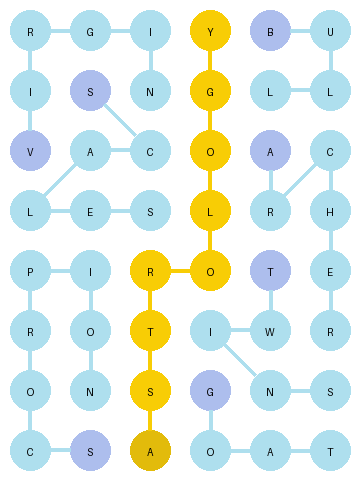 R G I Y B U
I S N G L L
V A C O A C
L E S L R H
P I R O T E
R O T I W R
O N S G N S
C S A O A T